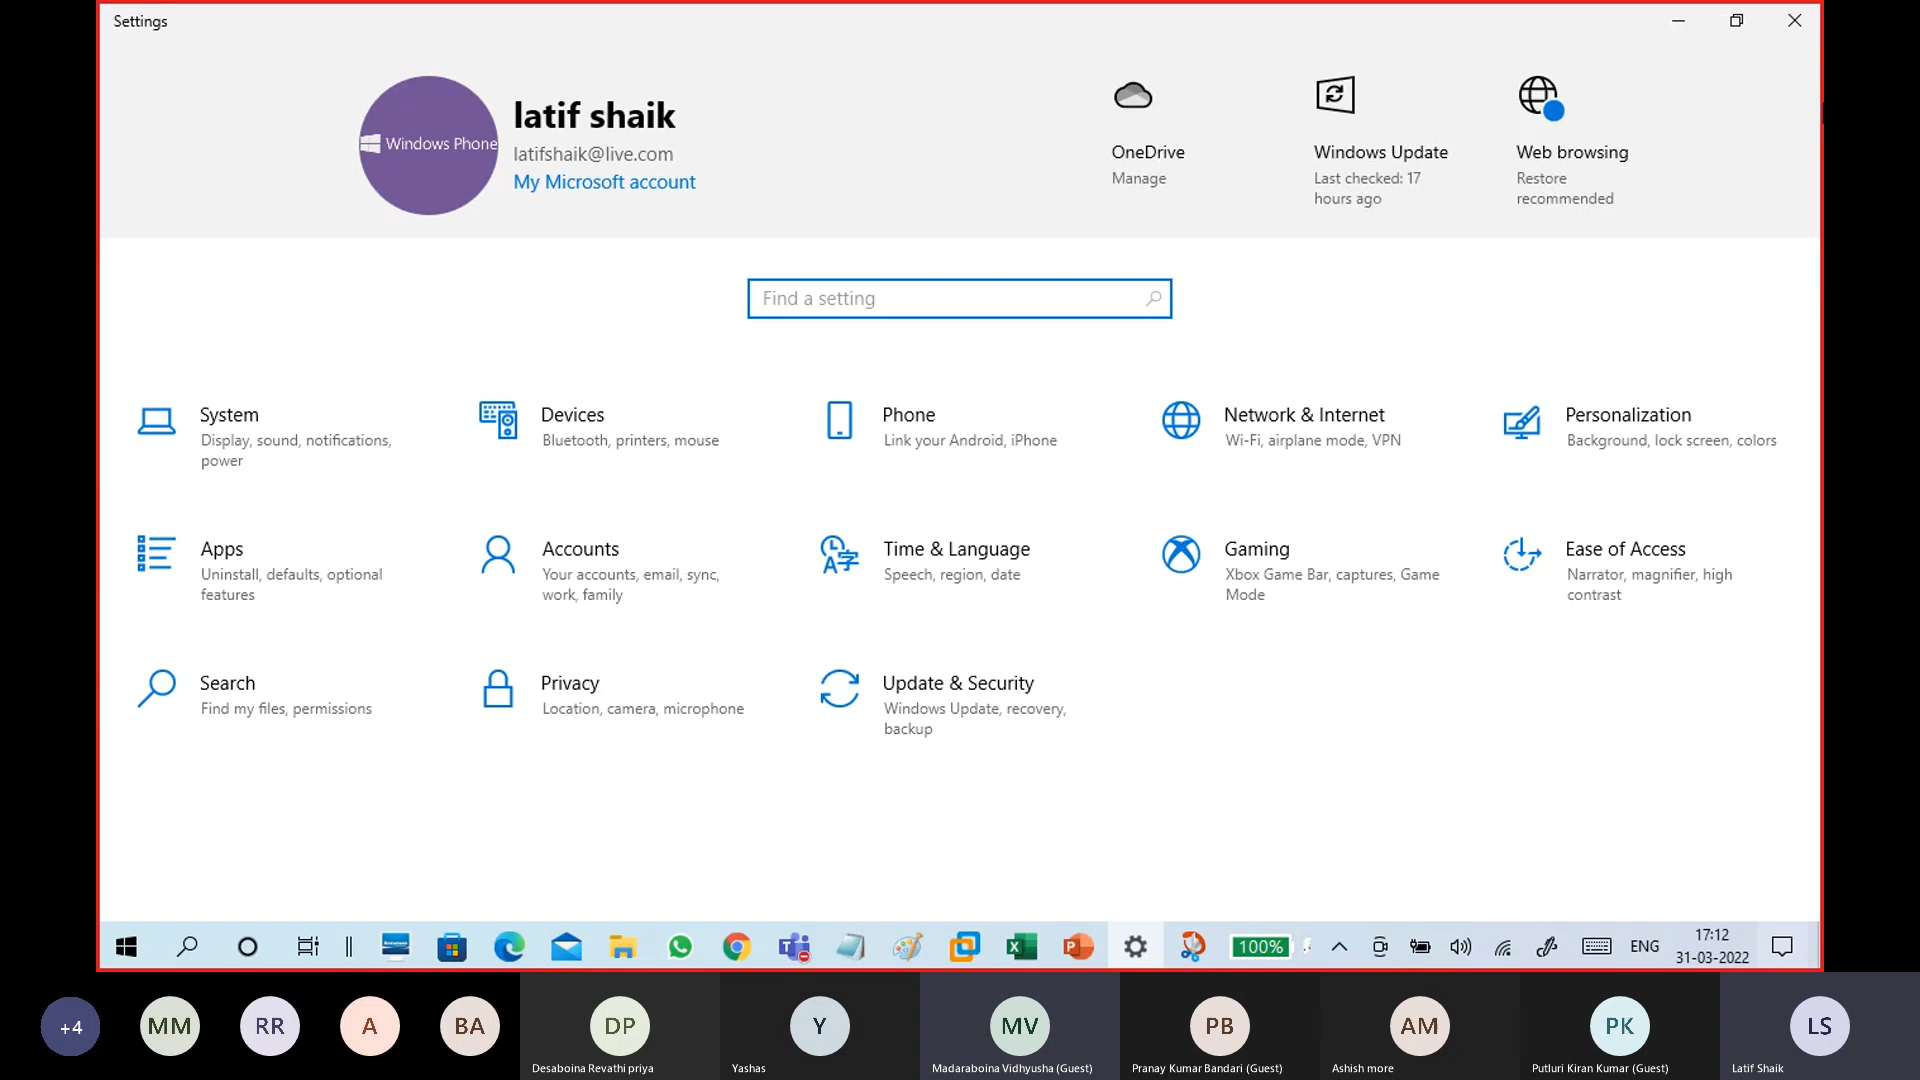 Settings
Windows Phone
latif shaik
latifshaik@live.com
My Microsoft account
OneDrive
Manage
Windows Update
Last checked: 17
hours ago
Web browsing
Restore
recommended
Find a setting
System
Display, sound, notifications,
power
Devices
Bluetooth, printers, mouse
Phone
Link your Android, iPhone
Network & Internet
Wi-Fi, airplane mode, VPN
Personalization
Background, lock screen, colors
Apps
Uninstall, defaults, optional
features
Accounts
Your accounts, email, sync,
work, family
Time & Language
Speech, region, date
Gaming
Xbox Game Bar, captures, Game
Mode
Ease of Access
Narrator, magnifier, high
contrast
Search
Find my files, permissions
Privacy
Location, camera, microphone
Update & Security
Windows Update, recovery,
backup
100%
ENG
17:12
31-03-2022
+4
MM
RR
A
BA
DP
Desaboina Revathi priya
Y
Yashas
MV
Madaraboina Vidhyusha (Guest)
PB
Pranay Kumar Bandari (Guest)
AM
Ashish more
PK
Putluri Kiran Kumar (Guest)
LS
Latif Shaik